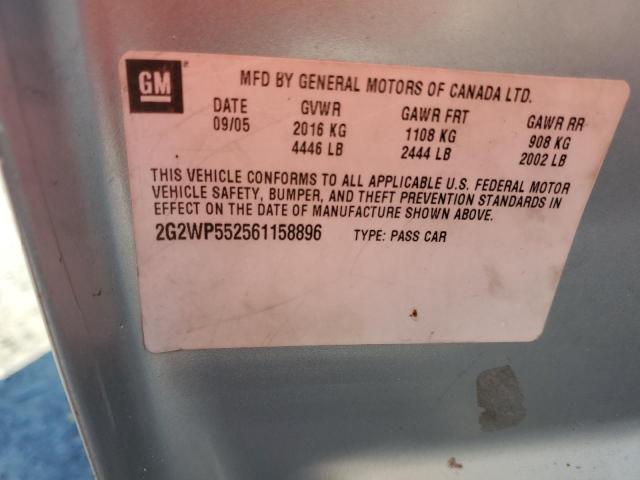 GM
MFD BY GENERAL MOTORS OF CANADA LTD.
DATE GVWR GAWR FRT GAWR RR
09/05 2016 KG 1108 KG 908 KG
4446 LB 2444 LB 2002 LB
THIS VEHICLE CONFORMS TO ALL APPLICABLE U.S. FEDERAL MOTOR
VEHICLE SAFETY, BUMPER, AND THEFT PREVENTION STANDARDS IN
EFFECT ON THE DATE OF MANUFACTURE SHOWN ABOVE.
2G2WP552561158896 TYPE: PASS CAR